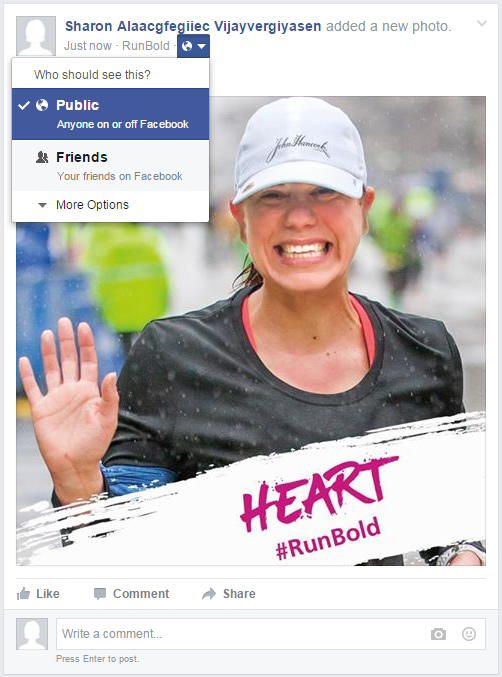 Sharon Alaacgfegiiec Vijayvergiyasen added a new photo.
Just now · RunBold ·
Who should see this?
Public
Anyone on or off Facebook
Friends
Your friends on Facebook
More Options
John Hancock
HEART
#RunBold
Like Comment Share
Write a comment...
Press Enter to post.